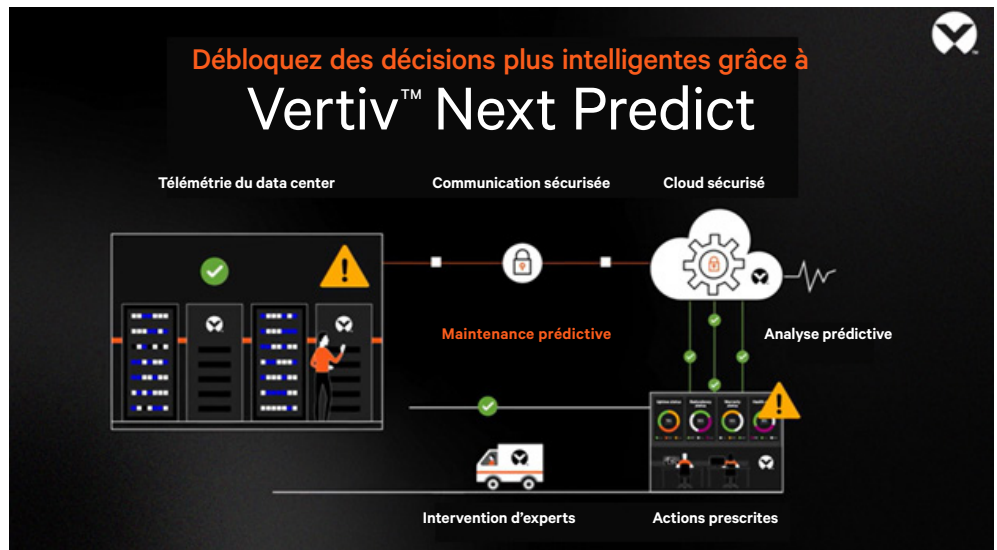 Débloquez des décisions plus intelligentes grâce à
Vertiv™ Next Predict
Télémétrie du data center
Communication sécurisée
Cloud sécurisé
Maintenance prédictive
Analyse prédictive
Intervention d'experts
Actions prescrites